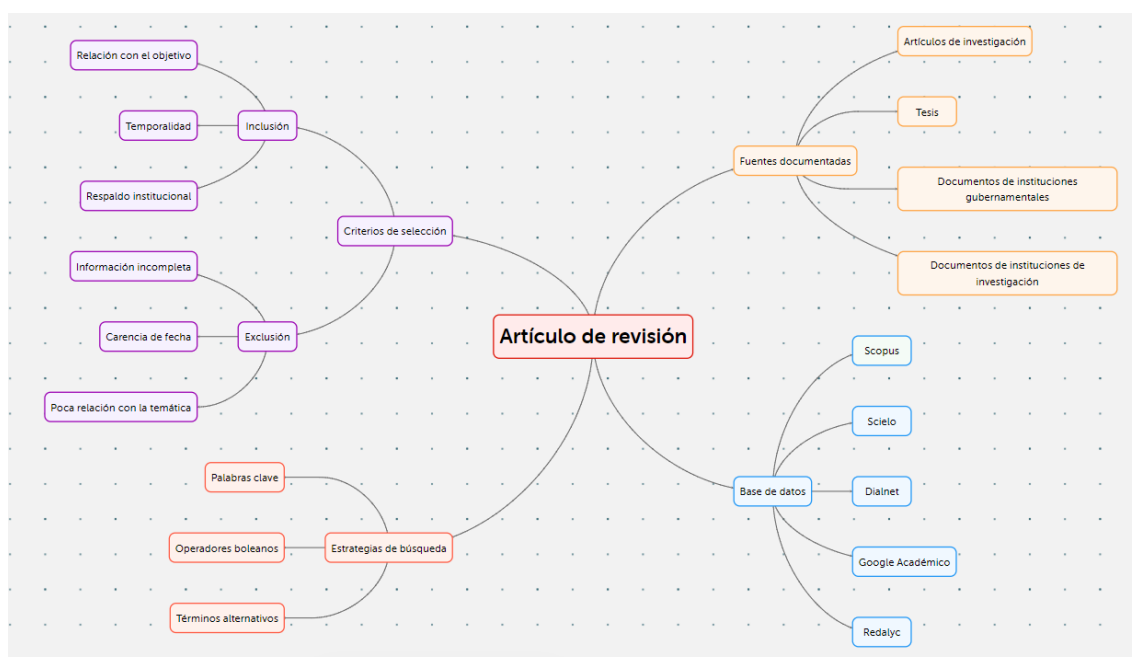 Artículo de revisión
Criterios de selección
Inclusión
Relación con el objetivo
Temporalidad
Respaldo institucional
Exclusión
Información incompleta
Carencia de fecha
Poca relación con la temática
Estrategias de búsqueda
Palabras clave
Operadores boleanos
Términos alternativos
Fuentes documentadas
Artículos de investigación
Tesis
Documentos de instituciones
gubernamentales
Documentos de instituciones de
investigación
Base de datos
Scopus
Scielo
Dialnet
Google Académico
Redalyc